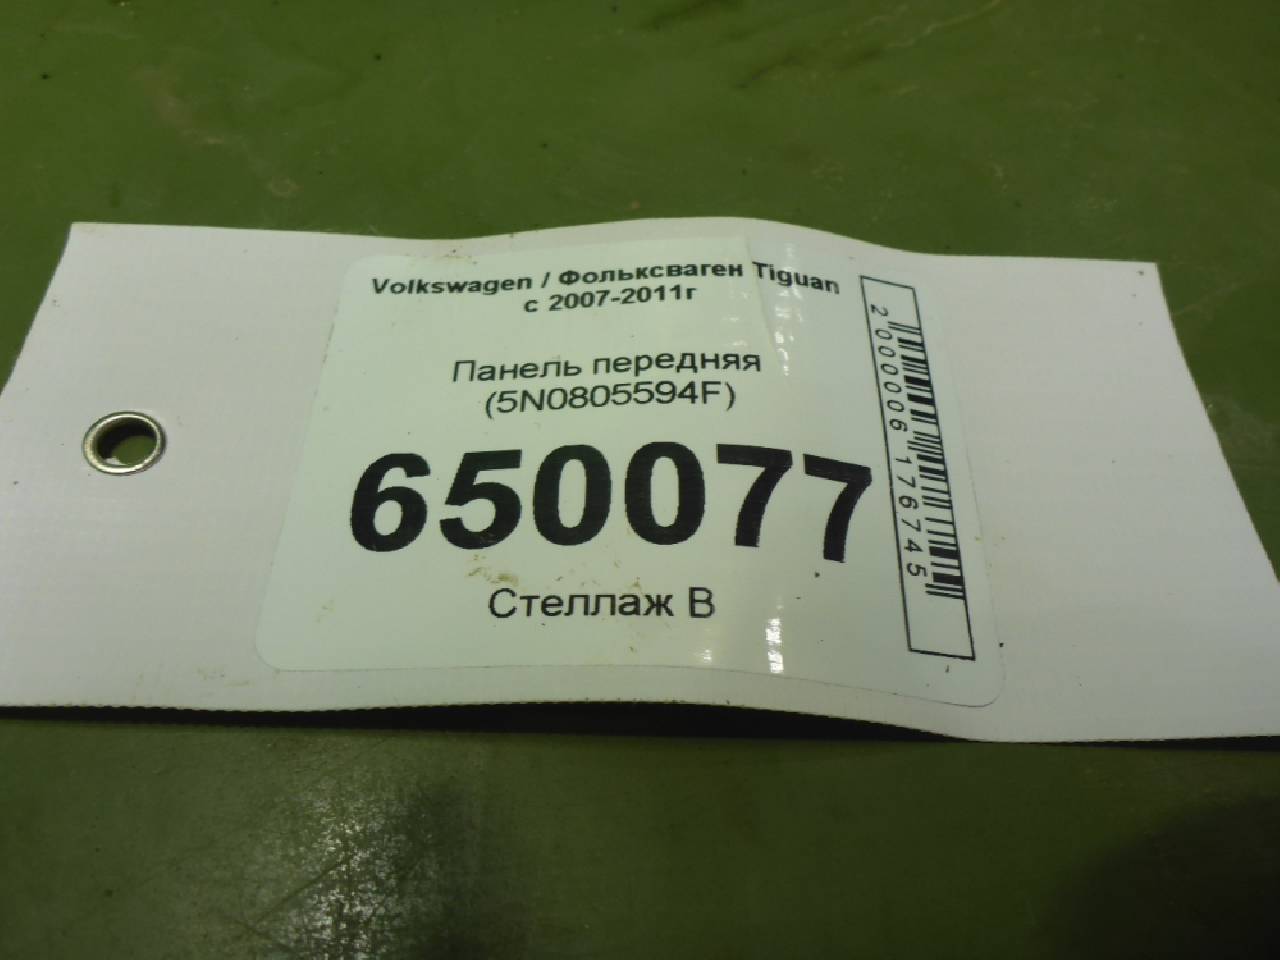 Volkswagen / Фольксваген Tiguan
с 2007-2011г
Панель передняя
(5N0805594F)
650077
Стеллаж В
2000006176745